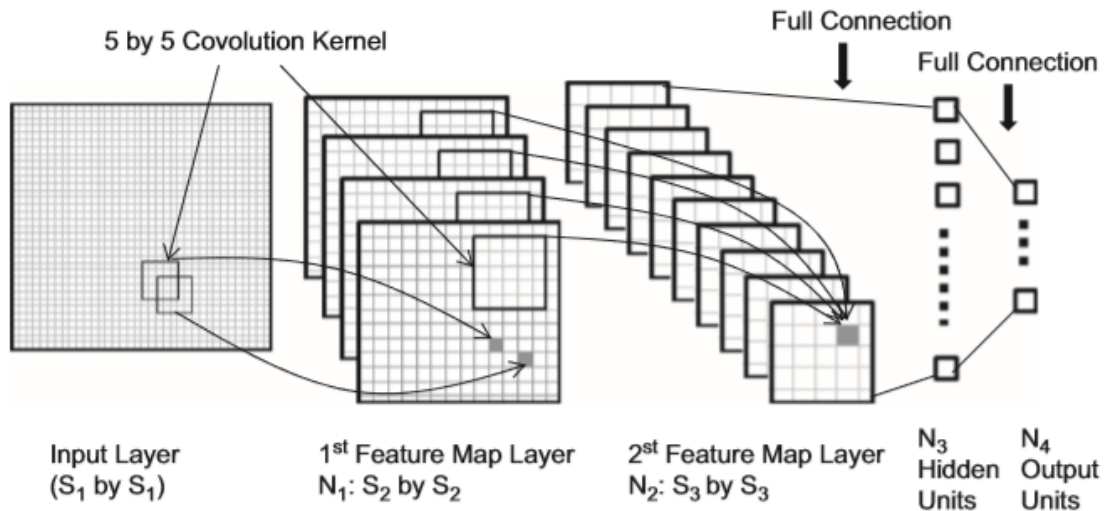 Full Connection
5 by 5 Covolution Kernel
Full Connection
Input Layer
(S₁ by S₁)
1ˢᵗ Feature Map Layer
N₁: S₂ by S₂
2ˢᵗ Feature Map Layer
N₂: S₃ by S₃
N₃
Hidden
Units
N₄
Output
Units